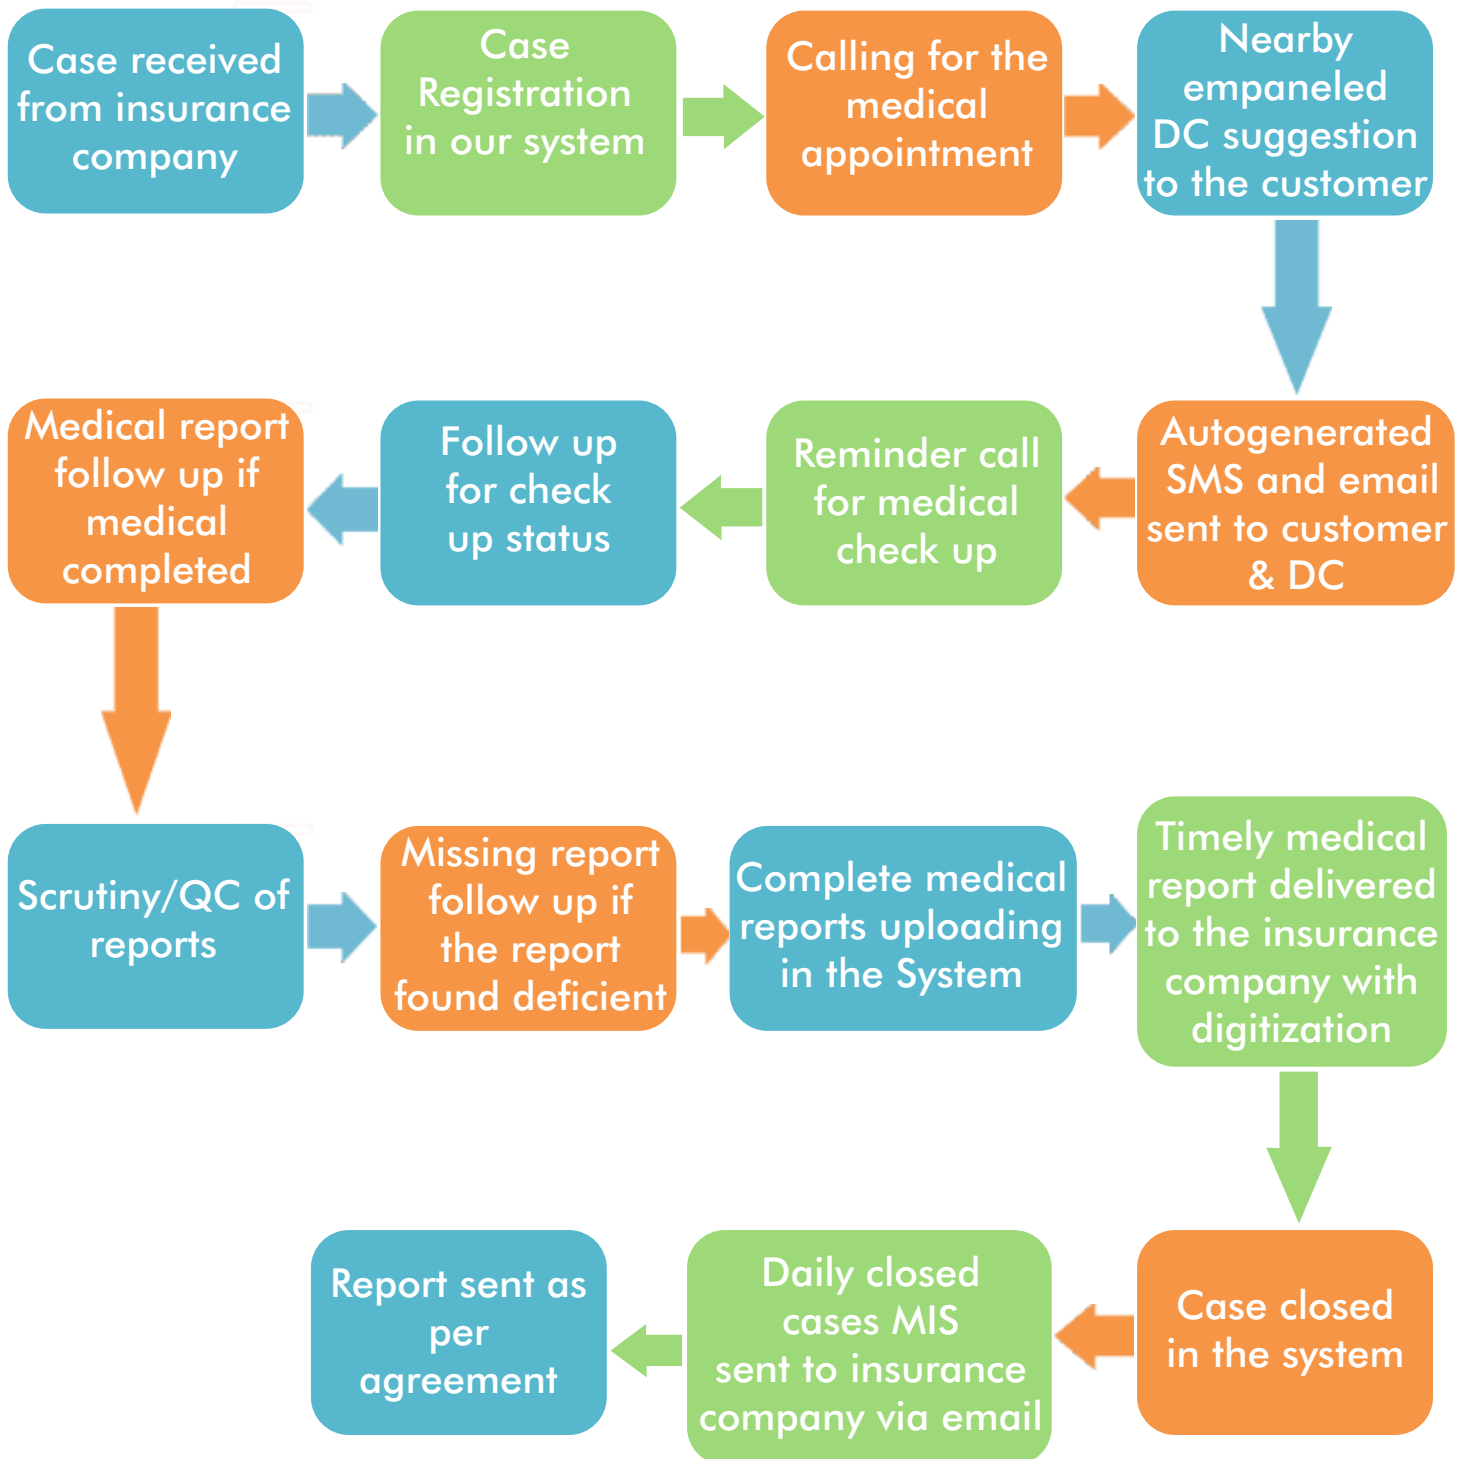 Case received
from insurance
company
Case
Registration
in our system
Calling for the
medical
appointment
Nearby
empaneled
DC suggestion
to the customer
Autogenerated
SMS and email
sent to customer
& DC
Reminder call
for medical
check up
Follow up
for check
up status
Medical report
follow up if
medical
completed
Scrutiny/QC of
reports
Missing report
follow up if
the report
found deficient
Complete medical
reports uploading
in the System
Timely medical
report delivered
to the insurance
company with
digitization
Case closed
in the system
Daily closed
cases MIS
sent to insurance
company via email
Report sent as
per
agreement